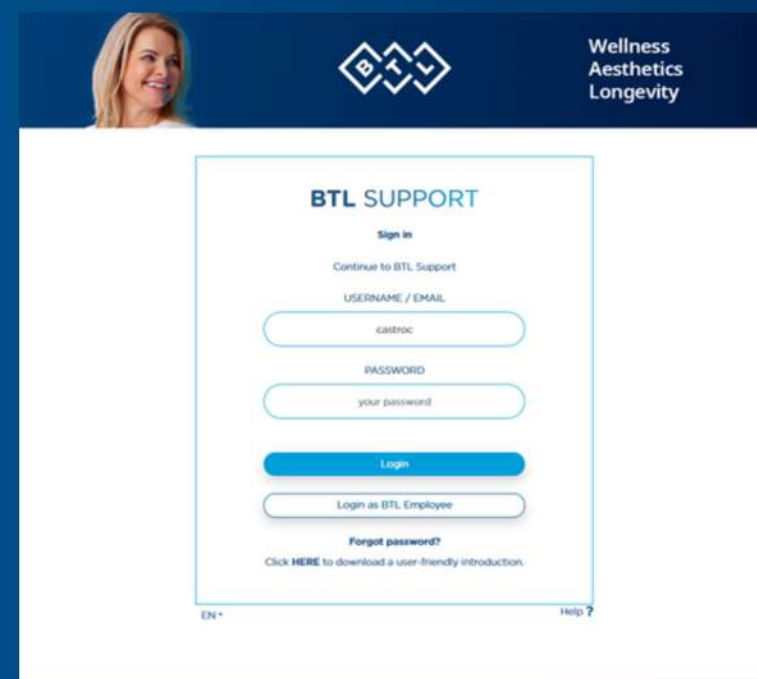 BTL
Wellness
Aesthetics
Longevity
BTL SUPPORT
Sign in
Continue to BTL Support
USERNAME / EMAIL
castroc
PASSWORD
your password
Login
Login as BTL Employee
Forgot password?
Click HERE to download a user-friendly introduction.
EN
Help ?